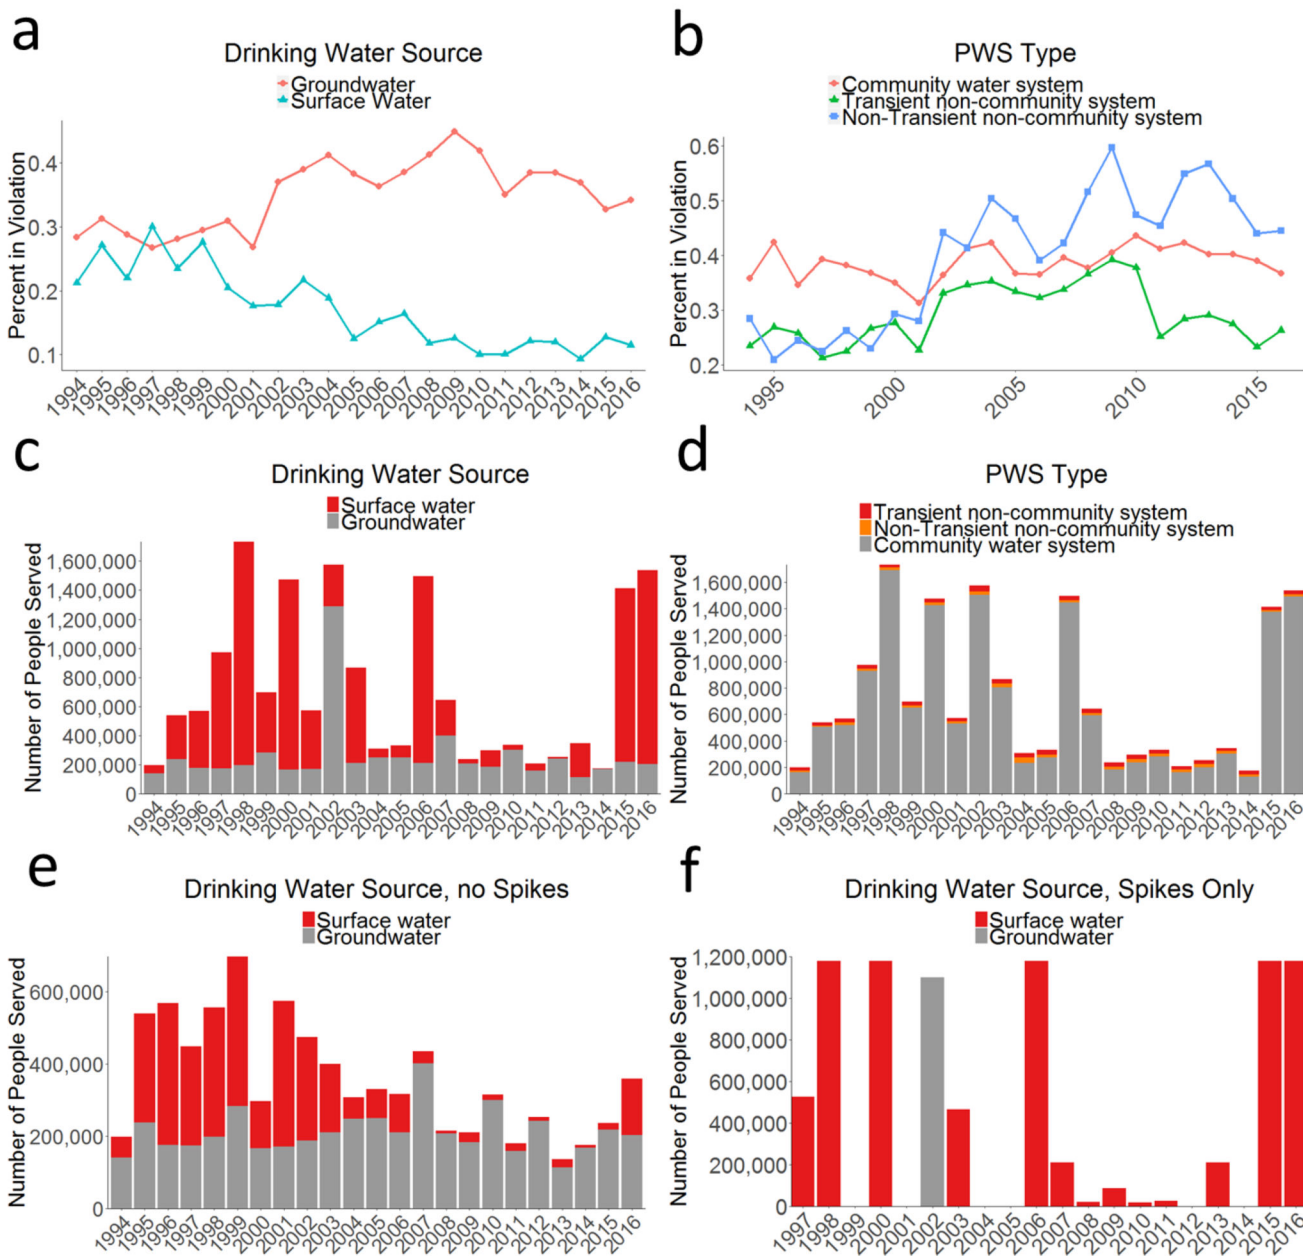 a
Drinking Water Source
Groundwater
Surface Water
Percent in Violation
0.4
0.3
0.2
0.1
1994 1995 1996 1997 1998 1999 2000 2001 2002 2003 2004 2005 2006 2007 2008 2009 2010 2011 2012 2013 2014 2015 2016
b
PWS Type
Community water system
Transient non-community system
Non-Transient non-community system
Percent in Violation
0.6
0.5
0.4
0.3
0.2
1995 2000 2005 2010 2015
c
Drinking Water Source
Surface water
Groundwater
Number of People Served
1,600,000
1,400,000
1,200,000
1,000,000
800,000
600,000
400,000
200,000
0
1994 1995 1996 1997 1998 1999 2000 2001 2002 2003 2004 2005 2006 2007 2008 2009 2010 2011 2012 2013 2014 2015 2016
d
PWS Type
Transient non-community system
Non-Transient non-community system
Community water system
Number of People Served
1,600,000
1,400,000
1,200,000
1,000,000
800,000
600,000
400,000
200,000
0
1994 1995 1996 1997 1998 1999 2000 2001 2002 2003 2004 2005 2006 2007 2008 2009 2010 2011 2012 2013 2014 2015 2016
e
Drinking Water Source, no Spikes
Surface water
Groundwater
Number of People Served
600,000
400,000
200,000
0
1994 1995 1996 1997 1998 1999 2000 2001 2002 2003 2004 2005 2006 2007 2008 2009 2010 2011 2012 2013 2014 2015 2016
f
Drinking Water Source, Spikes Only
Surface water
Groundwater
Number of People Served
1,200,000
1,000,000
800,000
600,000
400,000
200,000
0
1997 1998 1999 2000 2001 2002 2003 2004 2005 2006 2007 2008 2009 2010 2011 2012 2013 2014 2015 2016